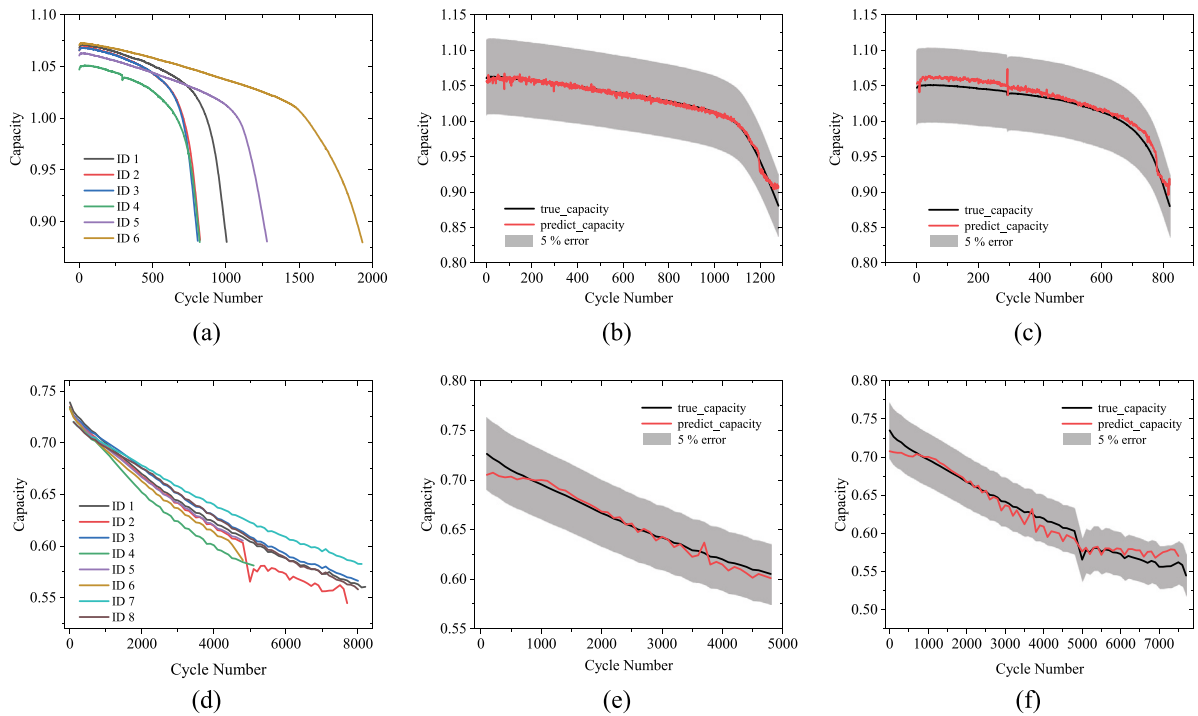 1.10
1.05
1.00
0.95
0.90
Capacity
ID 1
ID 2
ID 3
ID 4
ID 5
ID 6
0 500 1000 1500 2000
Cycle Number
(a)
1.15
1.10
1.05
1.00
0.95
0.90
0.85
0.80
Capacity
true_capacity
predict_capacity
5 % error
0 200 400 600 800 1000 1200
Cycle Number
(b)
1.15
1.10
1.05
1.00
0.95
0.90
0.85
0.80
Capacity
true_capacity
predict_capacity
5 % error
0 200 400 600 800
Cycle Number
(c)
0.75
0.70
0.65
0.60
0.55
Capacity
ID 1
ID 2
ID 3
ID 4
ID 5
ID 6
ID 7
ID 8
0 2000 4000 6000 8000
Cycle Number
(d)
0.80
0.75
0.70
0.65
0.60
0.55
Capacity
true_capacity
predict_capacity
5 % error
0 1000 2000 3000 4000 5000
Cycle Number
(e)
0.80
0.75
0.70
0.65
0.60
0.55
0.50
Capacity
true_capacity
predict_capacity
5 % error
0 1000 2000 3000 4000 5000 6000 7000
Cycle Number
(f)